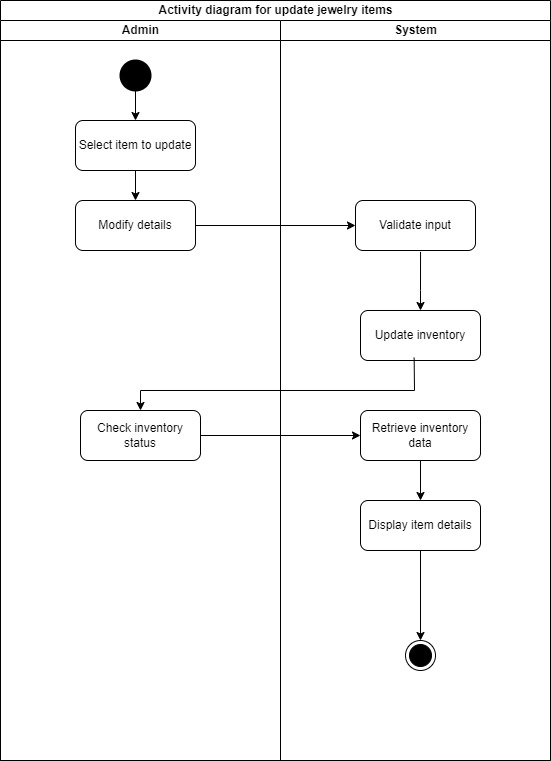 Activity diagram for update jewelry items
Admin
System
Select item to update
Modify details
Validate input
Update inventory
Check inventory
status
Retrieve inventory
data
Display item details